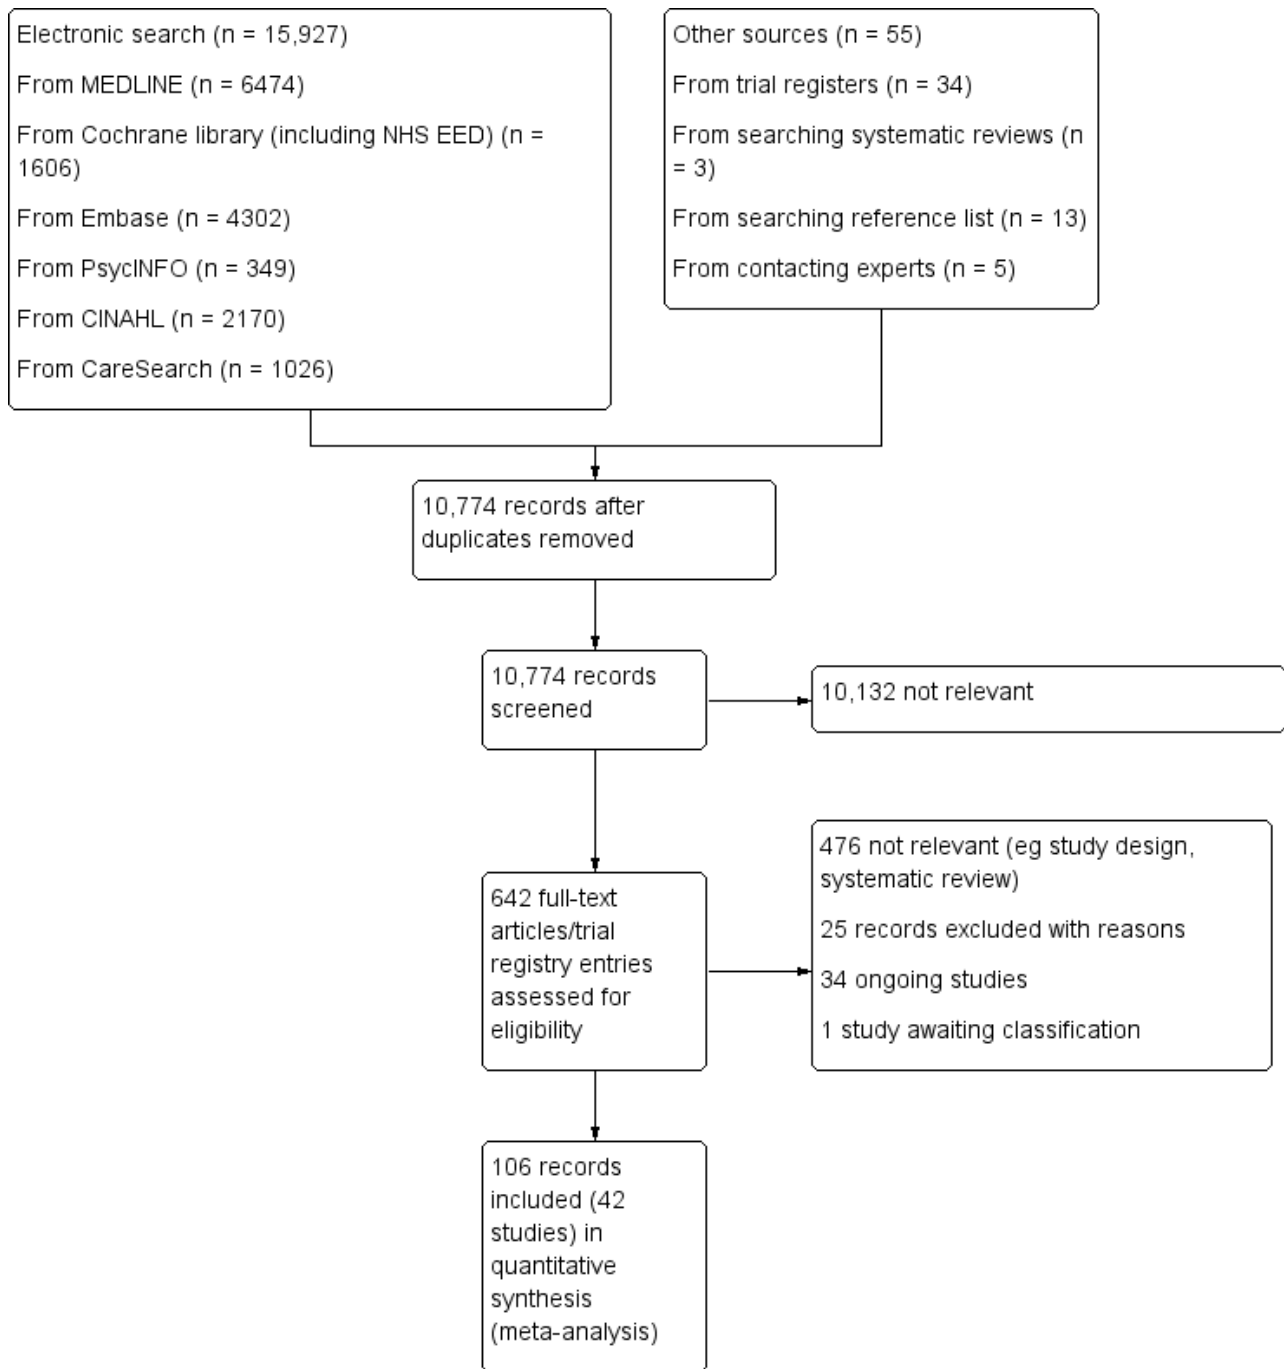 Electronic search (n = 15,927)
From MEDLINE (n = 6474)
From Cochrane library (including NHS EED) (n =
1606)
From Embase (n = 4302)
From PsycINFO (n = 349)
From CINAHL (n = 2170)
From CareSearch (n = 1026)
Other sources (n = 55)
From trial registers (n = 34)
From searching systematic reviews (n
= 3)
From searching reference list (n = 13)
From contacting experts (n = 5)
10,774 records after
duplicates removed
10,774 records
screened
10,132 not relevant
642 full-text
articles/trial
registry entries
assessed for
eligibility
476 not relevant (eg study design,
systematic review)
25 records excluded with reasons
34 ongoing studies
1 study awaiting classification
106 records
included (42
studies) in
quantitative
synthesis
(meta-analysis)